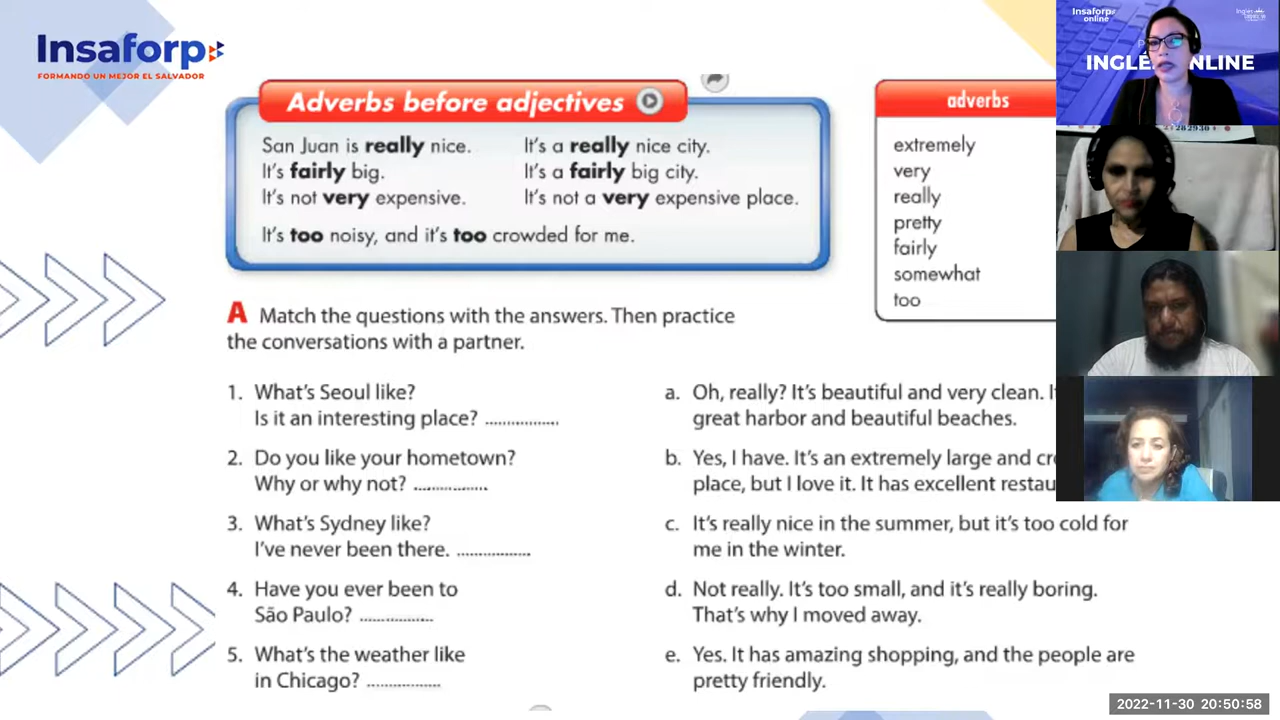 Insaforp
FORMANDO UN MEJOR EL SALVADOR
Adverbs before adjectives
San Juan is really nice.
It's fairly big.
It's not very expensive.
It's a really nice city.
It's a fairly big city.
It's not a very expensive place.
It's too noisy, and it's too crowded for me.
adverbs
extremely
very
really
pretty
fairly
somewhat
too
A Match the questions with the answers. Then practice
the conversations with a partner.
1. What's Seoul like?
Is it an interesting place? ..................
2. Do you like your hometown?
Why or why not? ..................
3. What's Sydney like?
I've never been there. ..................
4. Have you ever been to
São Paulo? ..................
5. What's the weather like
in Chicago? ..................
a. Oh, really? It's beautiful and very clean.
great harbor and beautiful beaches.
b. Yes, I have. It's an extremely large and
place, but I love it. It has excellent
c. It's really nice in the summer, but it's too cold for
me in the winter.
d. Not really. It's too small, and it's really boring.
That's why I moved away.
e. Yes. It has amazing shopping, and the people are
pretty friendly.
Insaforp
online
INGLÉS ONLINE
28 29 30
2022-11-30 20:50:58